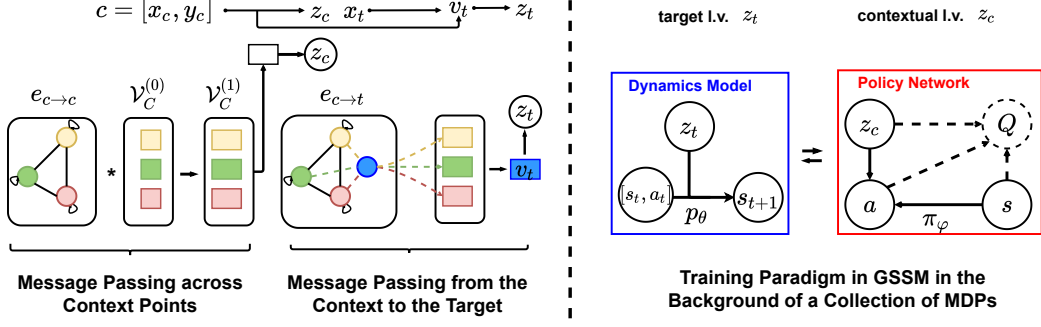 c = [x_c, y_c] z_c x_t v_t z_t
z_c
e_{c→c} V_C^{(0)} V_C^{(1)} e_{c→t}
z_t
*
v_t
Message Passing across
Context Points
Message Passing from the
Context to the Target
target l.v. z_t contextual l.v. z_c
Dynamics Model
z_t
[s_t, a_t] s_{t+1}
p_θ
Policy Network
z_c Q
a s
π_φ
Training Paradigm in GSSM in the
Background of a Collection of MDPs